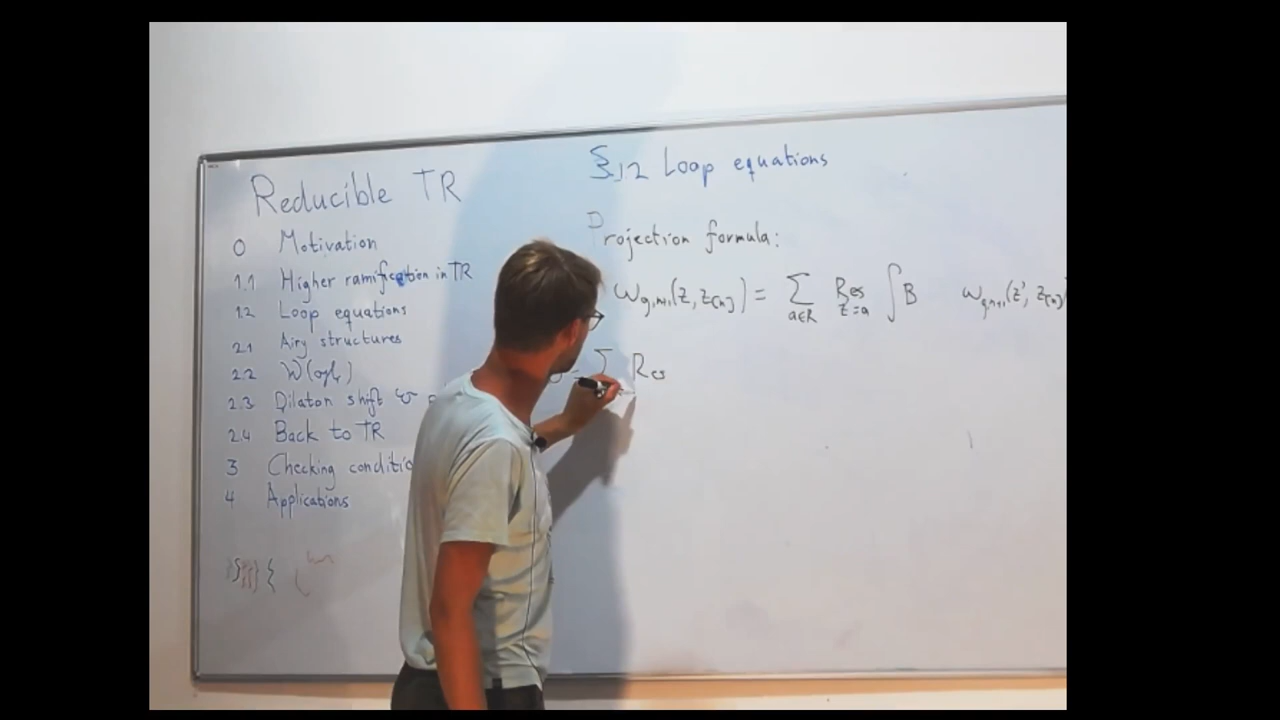 Reducible TR
0 Motivation
1.1 Higher ramification in TR
1.2 Loop equations
2.1 Airy structures
2.2 W(gl_r)
2.3 Dilaton shift
2.4 Back to TR
3 Checking conditio
4 Applications
§1.2 Loop equations
Projection formula:
ω_{g,n+1}(z, z_{[n]}) = Σ_{a∈R} Res_{z'=a} ∫B ω_{g,n+1}(z', z_{[n]})
= Σ Res